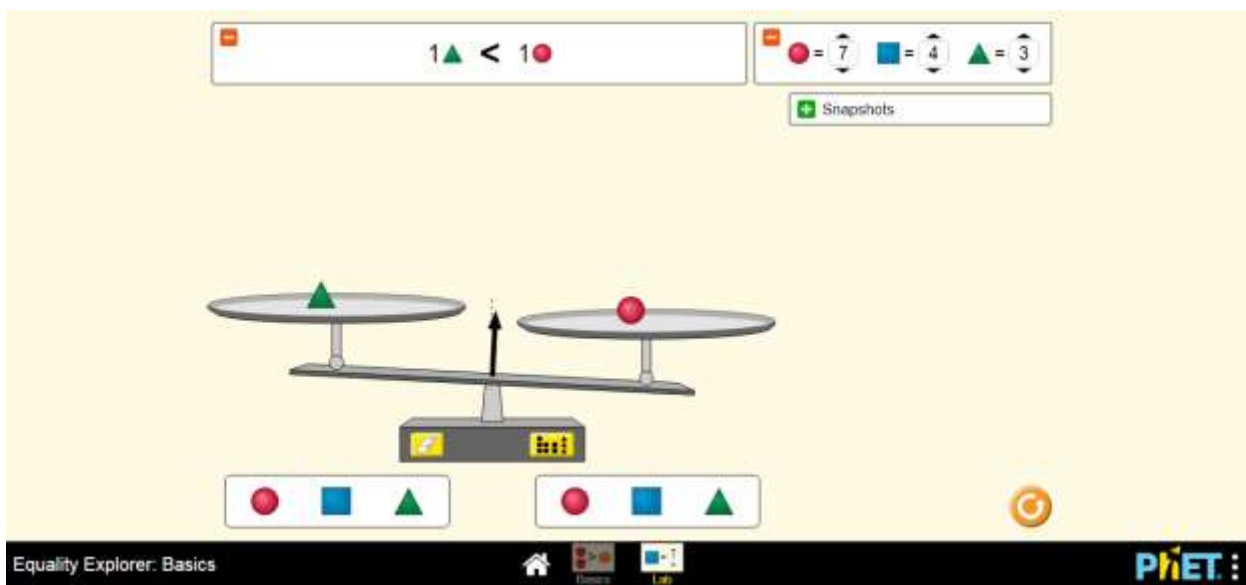 1 < 1
= 7 = 4 = 3
Snapshots
Equality Explorer: Basics
Basics
Lab
PhET